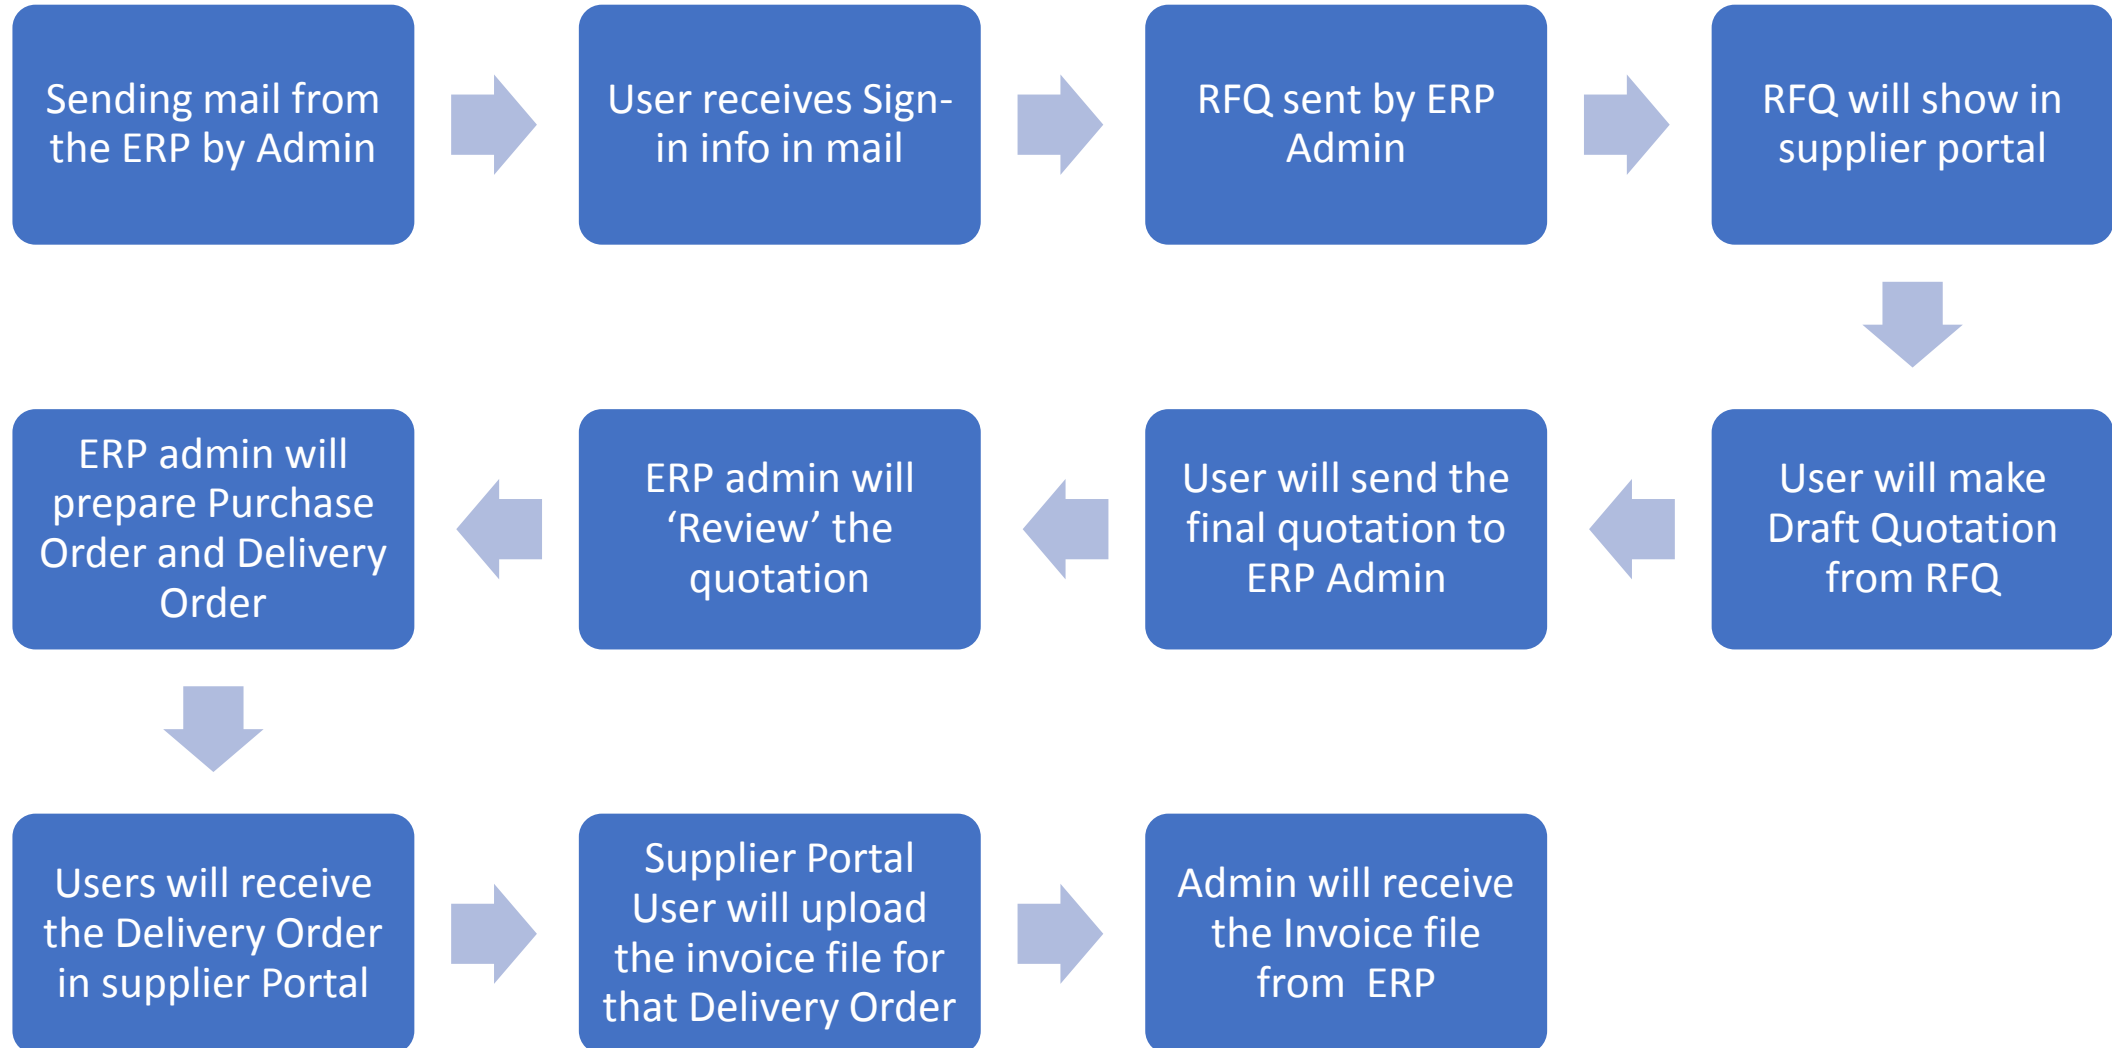 Sending mail from
the ERP by Admin
User receives Sign-
in info in mail
RFQ sent by ERP
Admin
RFQ will show in
supplier portal
User will make
Draft Quotation
from RFQ
User will send the
final quotation to
ERP Admin
ERP admin will
‘Review’ the
quotation
ERP admin will
prepare Purchase
Order and Delivery
Order
Users will receive
the Delivery Order
in supplier Portal
Supplier Portal
User will upload
the invoice file for
that Delivery Order
Admin will receive
the Invoice file
from  ERP